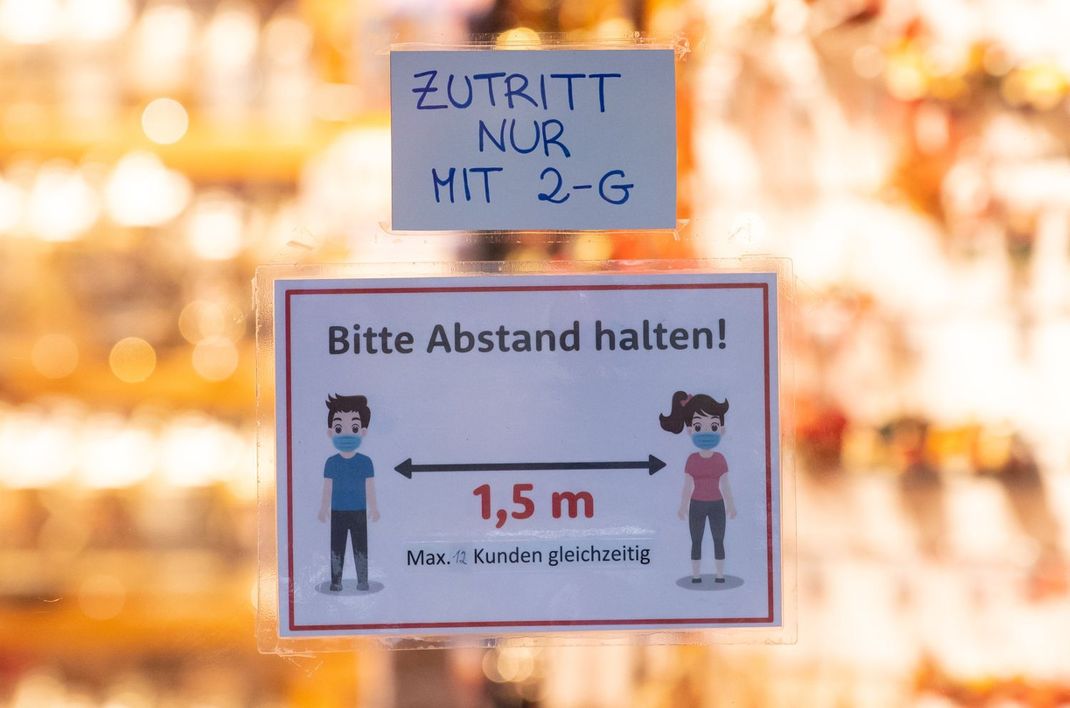 ZUTRITT
NUR
MIT 2-G
Bitte Abstand halten!
1,5 m
Max. 12 Kunden gleichzeitig